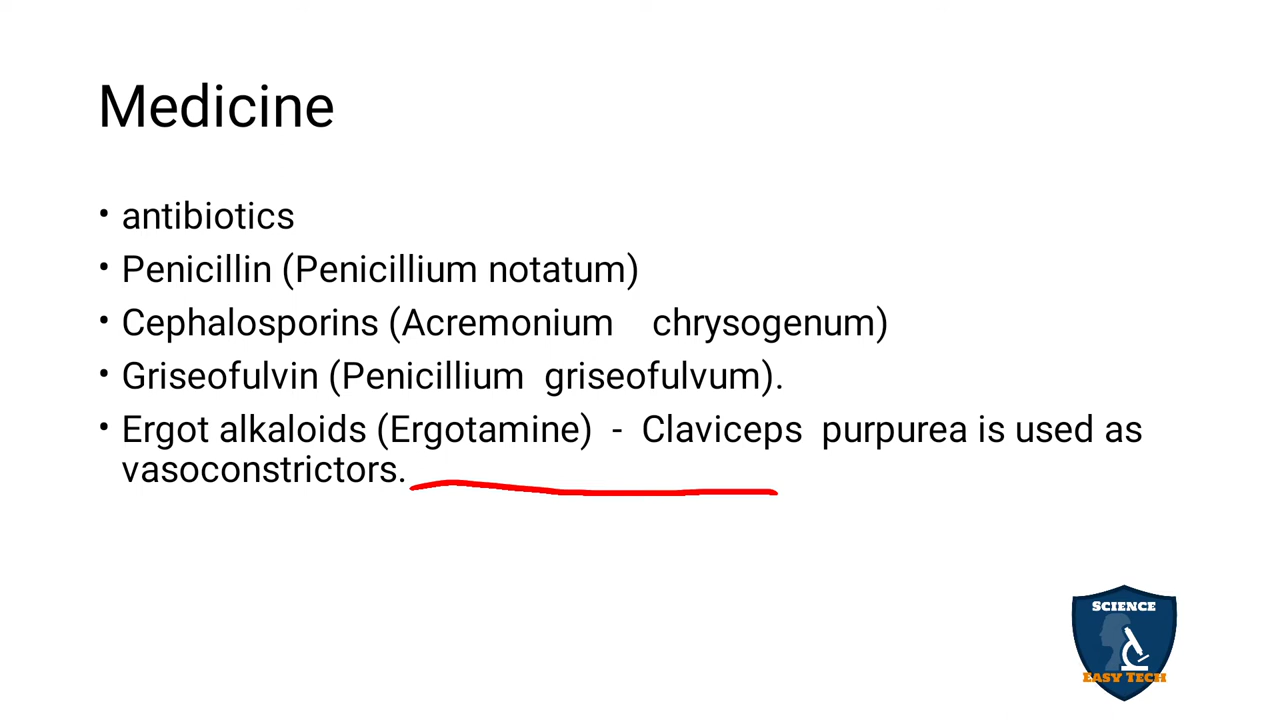 Medicine
• antibiotics
• Penicillin (Penicillium notatum)
• Cephalosporins (Acremonium chrysogenum)
• Griseofulvin (Penicillium griseofulvum).
• Ergot alkaloids (Ergotamine) - Claviceps purpurea is used as
vasoconstrictors.
SCIENCE
EASY TECH